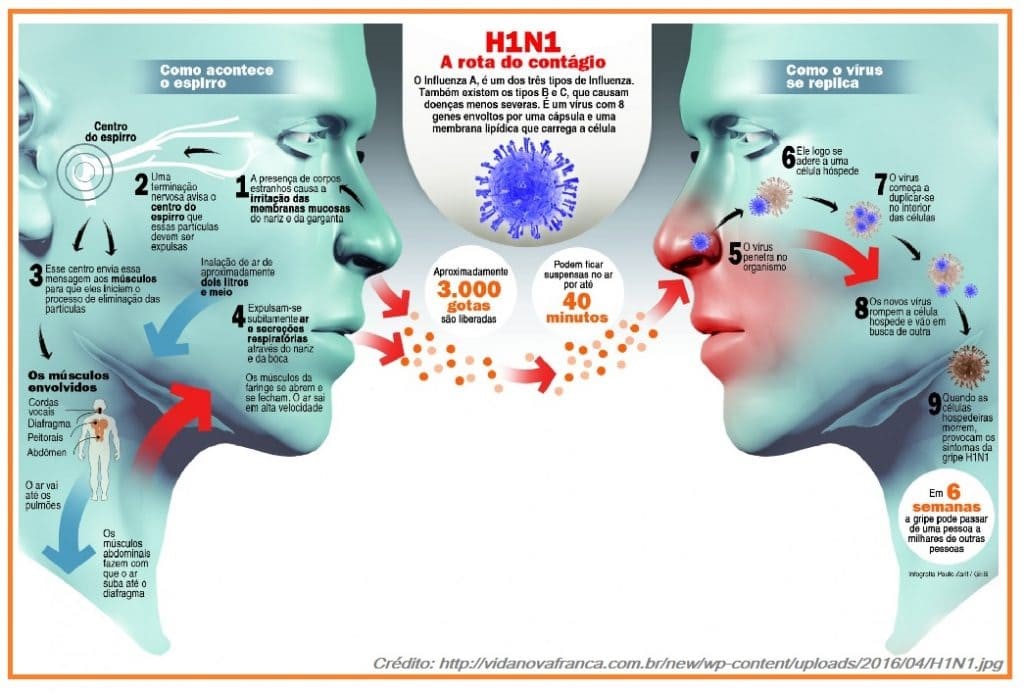 H1N1
A rota do contágio
O Influenza A, é um dos três tipos de Influenza.
Também existem os tipos B e C, que causam
doenças menos severas. É um vírus com 8
genes envoltos por uma cápsula e uma
membrana lipídica que carrega a célula
Como acontece
o espirro
Centro
do espirro
1 A presença de corpos
estranhos causa a
irritação das
membranas mucosas
do nariz e da garganta
2 Uma
terminação
nervosa avisa o
centro do
espirro que
essas partículas
devem ser
expulsas
3 Esse centro envia essa
mensagem aos músculos
para que eles iniciem o
processo de eliminação das
partículas
Inalação de ar de
aproximadamente
dois litros
e meio
4 Expulsam-se
subitamente ar
e secreções
respiratórias
através do nariz
e da boca
Os músculos da
faringe se abrem e
se fecham. O ar sai
em alta velocidade
Os músculos
envolvidos
Cordas
vocais
Diafragma
Peitorais
Abdômen
O ar vai
até os
pulmões
Os
músculos
abdominais
fazem com
que o ar
suba até o
diafragma
Aproximadamente
3.000
gotas
são liberadas
Podem ficar
suspensas no ar
por até
40
minutos
Como o vírus
se replica
5 O vírus
penetra no
organismo
6 Ele logo se
adere a uma
célula hóspede
7 O vírus
começa a
duplicar-se
no interior
das células
8 Os novos vírus
rompem a célula
hospede e vão em
busca de outra
9 Quando as
células
hospedeiras
morrem,
provocam os
sintomas da
gripe H1N1
Em 6
semanas
a gripe pode passar
de uma pessoa a
milhares de outras
pessoas
Crédito: http://vidanovafranca.com.br/new/wp-content/uploads/2016/04/H1N1.jpg